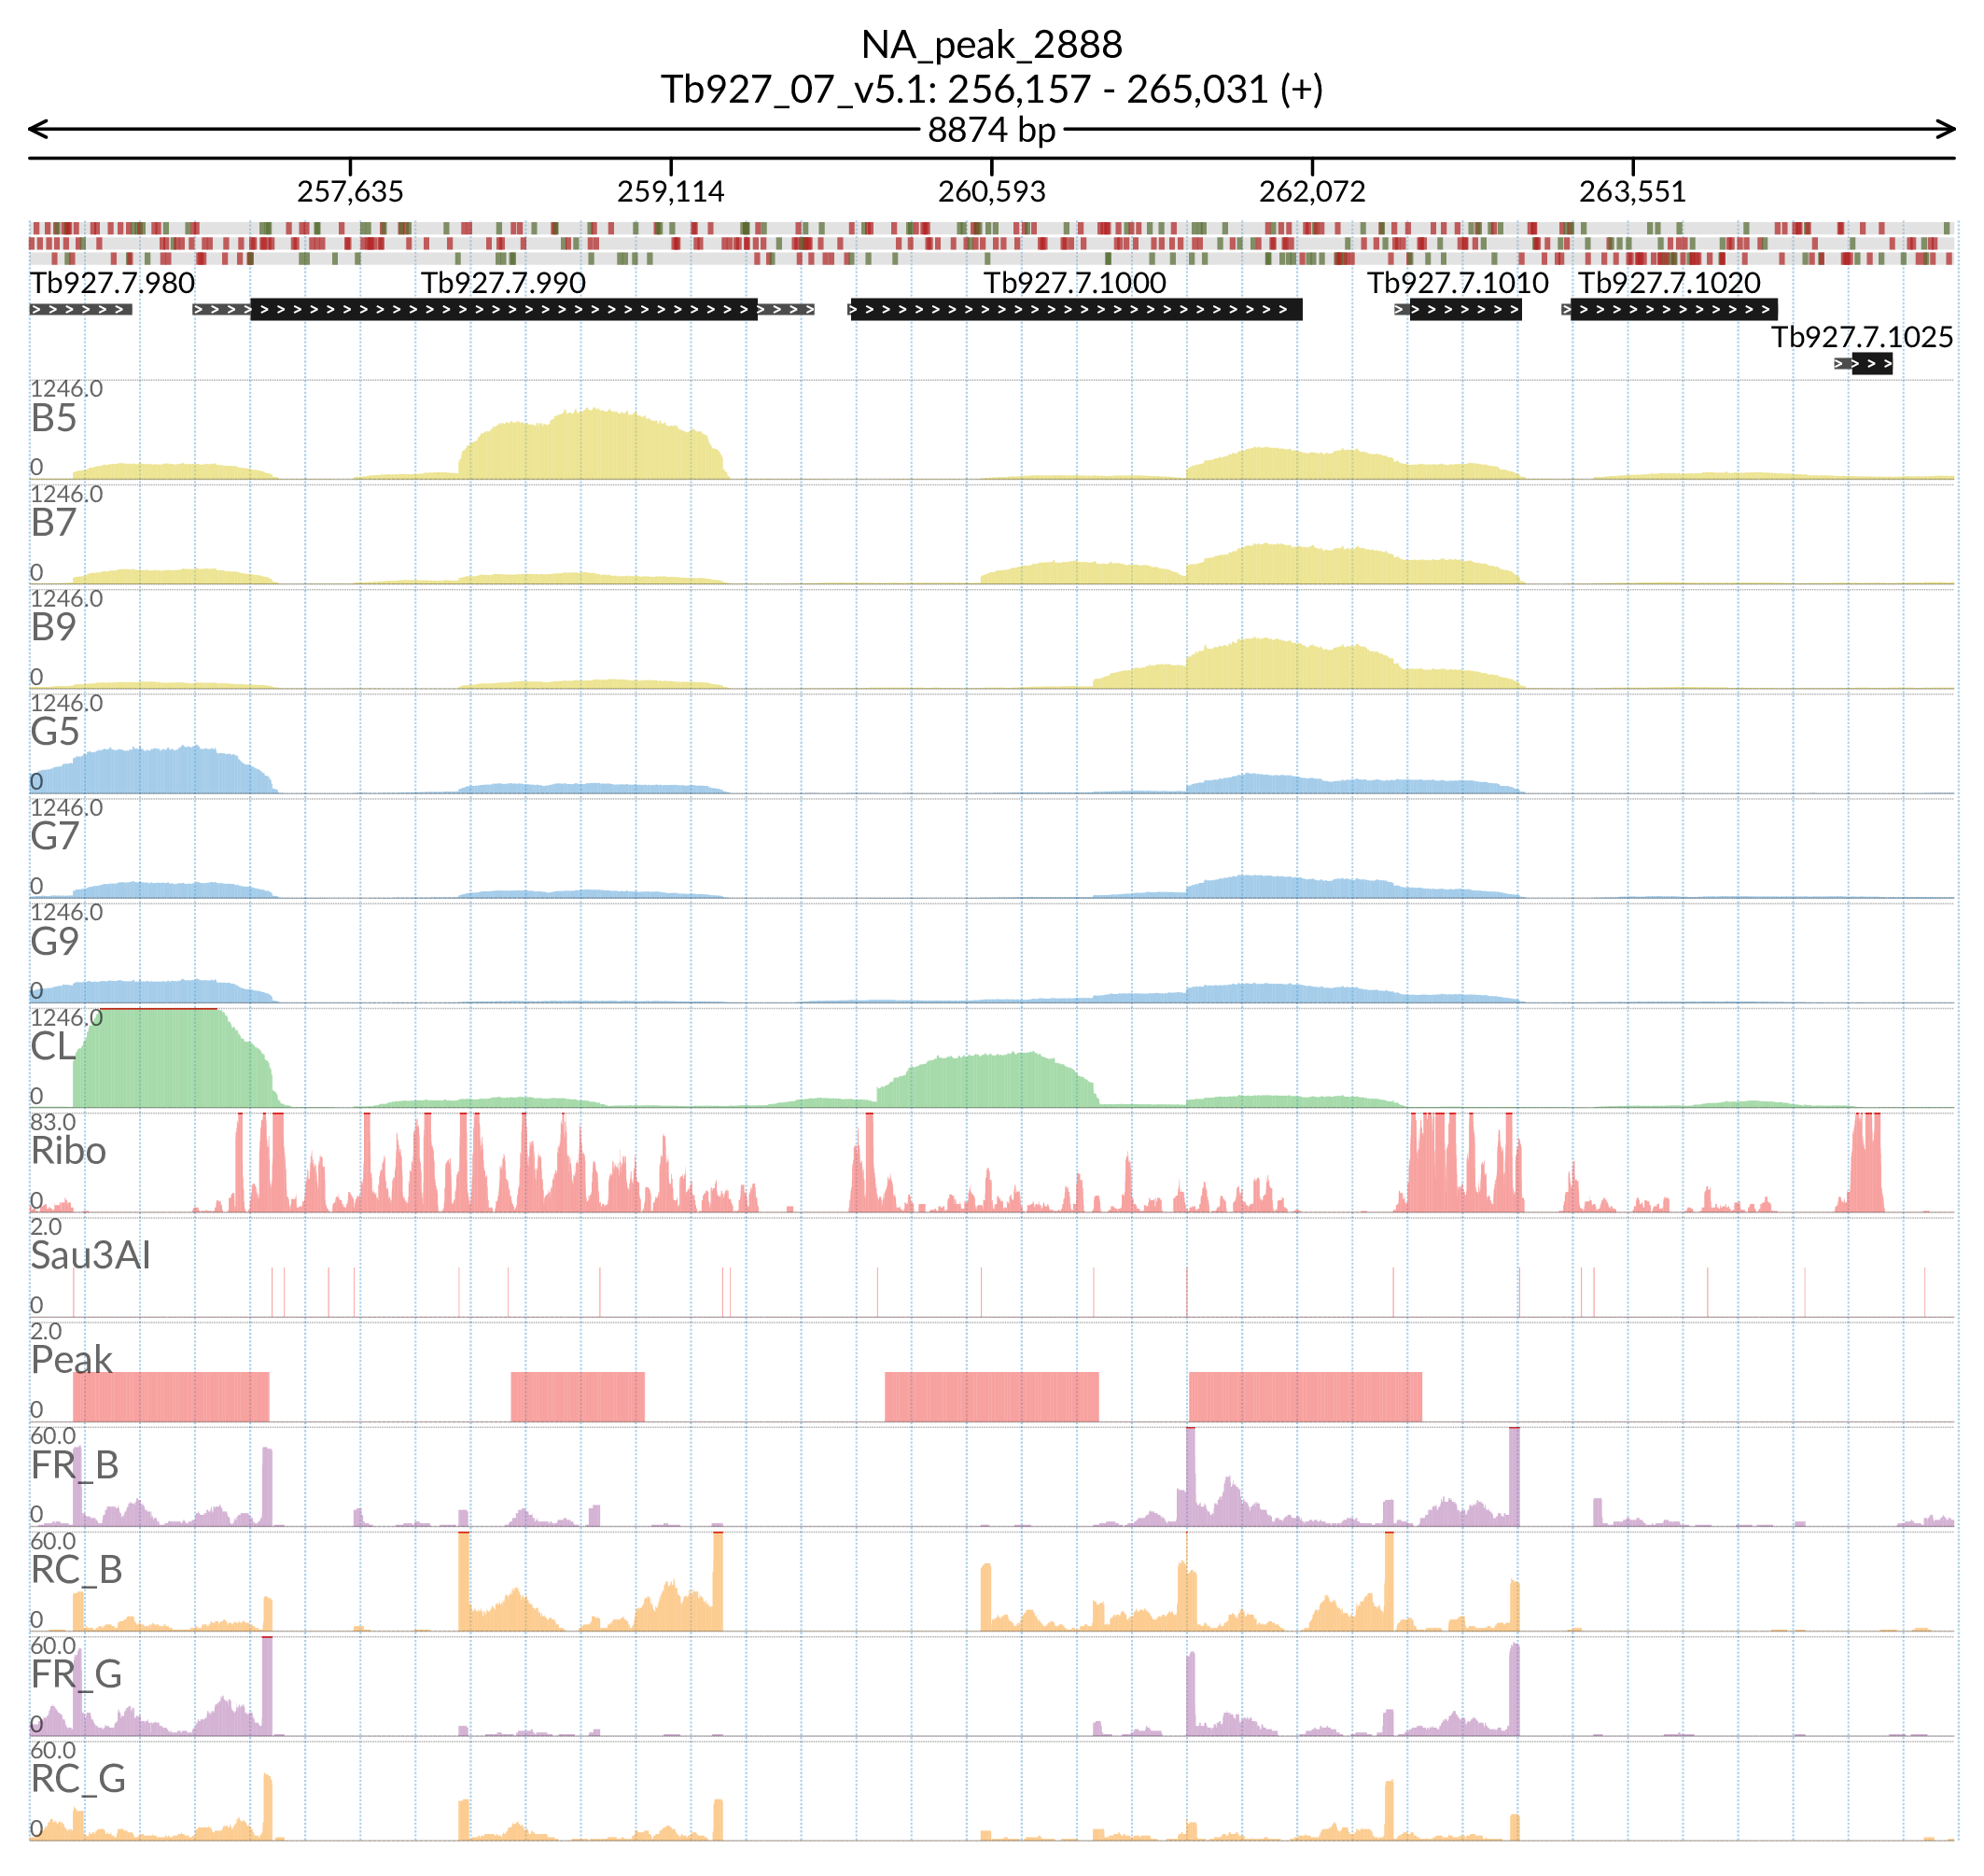 NA_peak_2888
Tb927_07_v5.1: 256,157 - 265,031 (+)
8874 bp
257,635 259,114 260,593 262,072 263,551
Tb927.7.980 Tb927.7.990 Tb927.7.1000 Tb927.7.1010 Tb927.7.1020
Tb927.7.1025
1246.0
B5
0
1246.0
B7
0
1246.0
B9
0
1246.0
G5
0
1246.0
G7
0
1246.0
G9
0
1246.0
CL
0
83.0
Ribo
0
2.0
Sau3AI
0
2.0
Peak
0
60.0
FR_B
0
60.0
RC_B
0
60.0
FR_G
0
60.0
RC_G
0